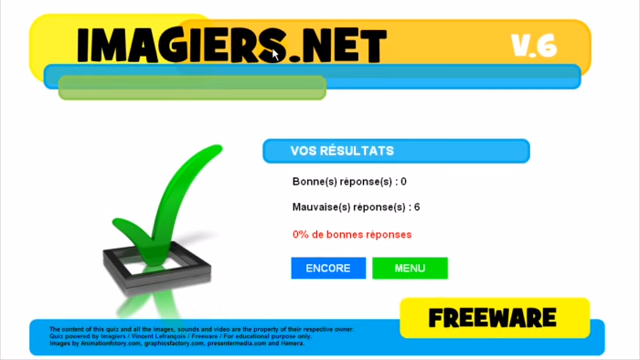 IMAGIERS.NET
V.6
VOS RÉSULTATS
Bonne(s) réponse(s) : 0
Mauvaise(s) réponse(s) : 6
0% de bonnes réponses
ENCORE
MENU
FREEWARE
The content of this quiz and all the images, sounds and video are the property of their respective owner.
Quiz powered by Imagiers / Vincent Lefrançois / Freeware / For educational purpose only.
Images by Animationfctory.com, graphicsfactory.com, presentermedia.com and Hemera.